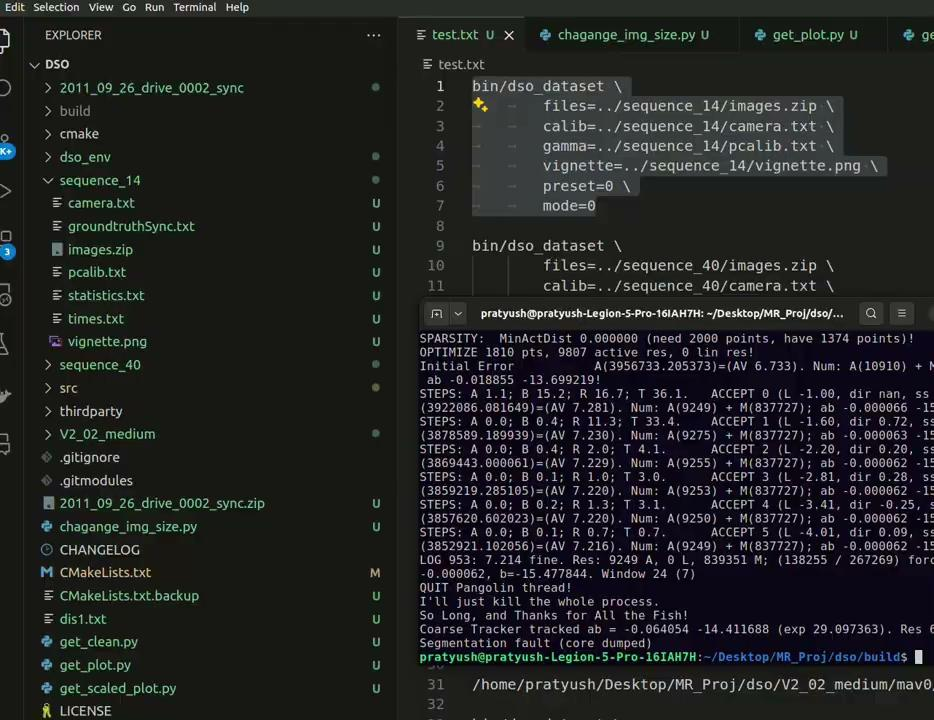 Edit Selection View Go Run Terminal Help
EXPLORER
DSO
2011_09_26_drive_0002_sync
build
cmake
dso_env
sequence_14
camera.txt U
groundtruthSync.txt U
images.zip U
pcalib.txt U
statistics.txt U
times.txt U
vignette.png U
sequence_40
src
thirdparty
V2_02_medium
.gitignore
.gitmodules
2011_09_26_drive_0002_sync.zip U
chagange_img_size.py U
CHANGELOG
CMakeLists.txt M
CMakeLists.txt.backup U
dis1.txt U
get_clean.py U
get_plot.py U
get_scaled_plot.py U
LICENSE
K+
3
test.txt U
chagange_img_size.py U
get_plot.py U
test.txt
1 bin/dso_dataset \
2 files=../sequence_14/images.zip \
3 calib=../sequence_14/camera.txt \
4 gamma=../sequence_14/pcalib.txt \
5 vignette=../sequence_14/vignette.png \
6 preset=0 \
7 mode=0
8
9 bin/dso_dataset \
10 files=../sequence_40/images.zip \
11 calib=../sequence_40/camera.txt \
pratyush@pratyush-Legion-5-Pro-16IAH7H: ~/Desktop/MR_Proj/dso/...
SPARSITY: MinActDist 0.000000 (need 2000 points, have 1374 points)!
OPTIMIZE 1810 pts, 9807 active res, 0 lin res!
Initial Error A(3956733.205373)=(AV 6.733). Num: A(10910) + M
ab -0.018855 -13.699219!
STEPS: A 1.1; B 15.2; R 16.7; T 36.1. ACCEPT 0 (L -1.00, dir nan, ss
(3922086.081649)=(AV 7.281). Num: A(9249) + M(837727); ab -0.000066 -15
STEPS: A 0.0; B 0.4; R 11.3; T 33.4. ACCEPT 1 (L -1.60, dir 0.72, ss
(3878589.189939)=(AV 7.230). Num: A(9275) + M(837727); ab -0.000063 -15
STEPS: A 0.0; B 0.4; R 2.0; T 4.1. ACCEPT 2 (L -2.20, dir 0.20, ss
(3869443.000061)=(AV 7.229). Num: A(9255) + M(837727); ab -0.000062 -15
STEPS: A 0.0; B 0.1; R 1.0; T 3.0. ACCEPT 3 (L -2.81, dir 0.28, ss
(3859219.285105)=(AV 7.220). Num: A(9253) + M(837727); ab -0.000062 -15
STEPS: A 0.0; B 0.2; R 1.3; T 3.1. ACCEPT 4 (L -3.41, dir -0.25, ss
(3857620.602023)=(AV 7.220). Num: A(9250) + M(837727); ab -0.000062 -15
STEPS: A 0.0; B 0.1; R 0.7; T 0.7. ACCEPT 5 (L -4.01, dir 0.09, ss
(3852921.102056)=(AV 7.216). Num: A(9249) + M(837727); ab -0.000062 -15
LOG 953: 7.214 fine. Res: 9249 A, 0 L, 839351 M; (138255 / 267269) forc
-0.000062, b=-15.477844. Window 24 (7)
QUIT Pangolin thread!
I'll just kill the whole process.
So Long, and Thanks for All the Fish!
Coarse Tracker tracked ab = -0.064054 -14.411688 (exp 29.097363). Res 6
Segmentation fault (core dumped)
pratyush@pratyush-Legion-5-Pro-16IAH7H:~/Desktop/MR_Proj/dso/build$
31 /home/pratyush/Desktop/MR_Proj/dso/V2_02_medium/mav0/
32